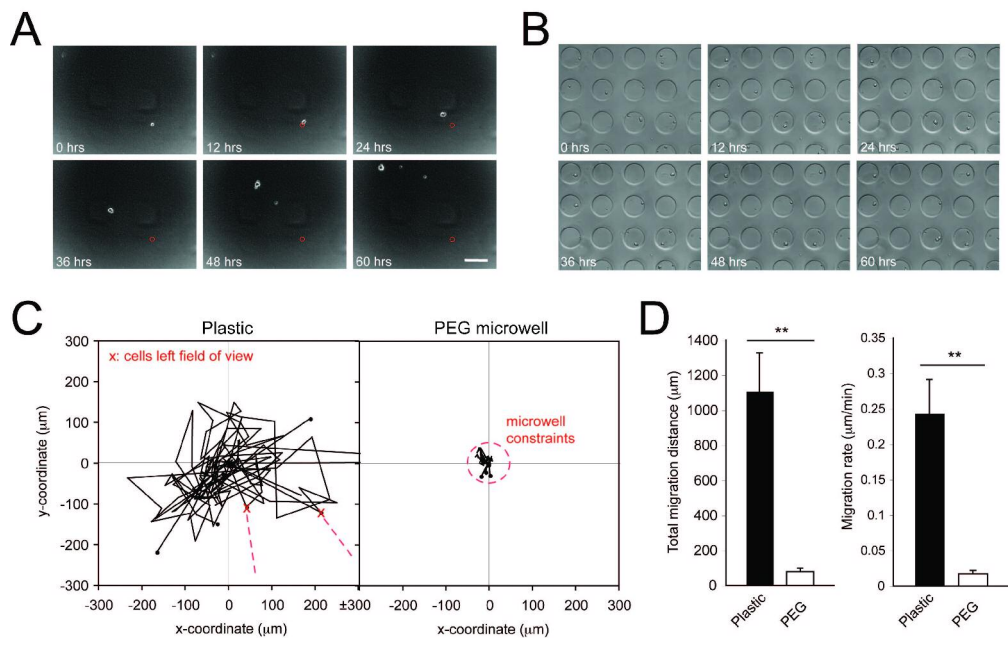 A
B
0 hrs
12 hrs
24 hrs
36 hrs
48 hrs
60 hrs
0 hrs
12 hrs
24 hrs
36 hrs
48 hrs
60 hrs
C
Plastic
PEG microwell
x: cells left field of view
microwell
constraints
x
x
y-coordinate (μm)
300
200
100
0
-100
-200
-300
-300
-200
-100
0
100
200
±300
-200
-100
0
100
200
300
x-coordinate (μm)
x-coordinate (μm)
D
Total migration distance (μm)
1400
1200
1000
800
600
400
200
0
**
Plastic
PEG
Migration rate (μm/min)
0.35
0.3
0.25
0.2
0.15
0.1
0.05
0
**
Plastic
PEG